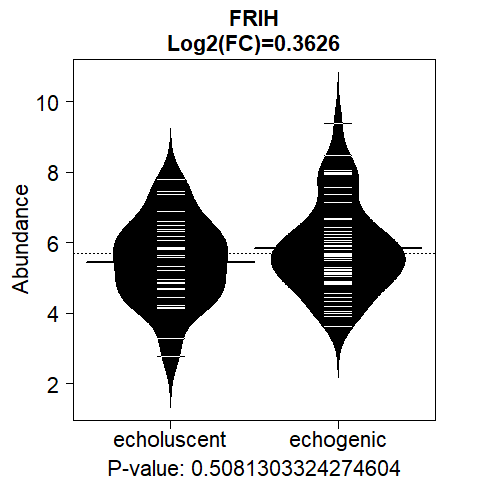 FRIH
Log2(FC)=0.3626
Abundance
10
8
6
4
2
echoluscent echogenic
P-value: 0.5081303324274604